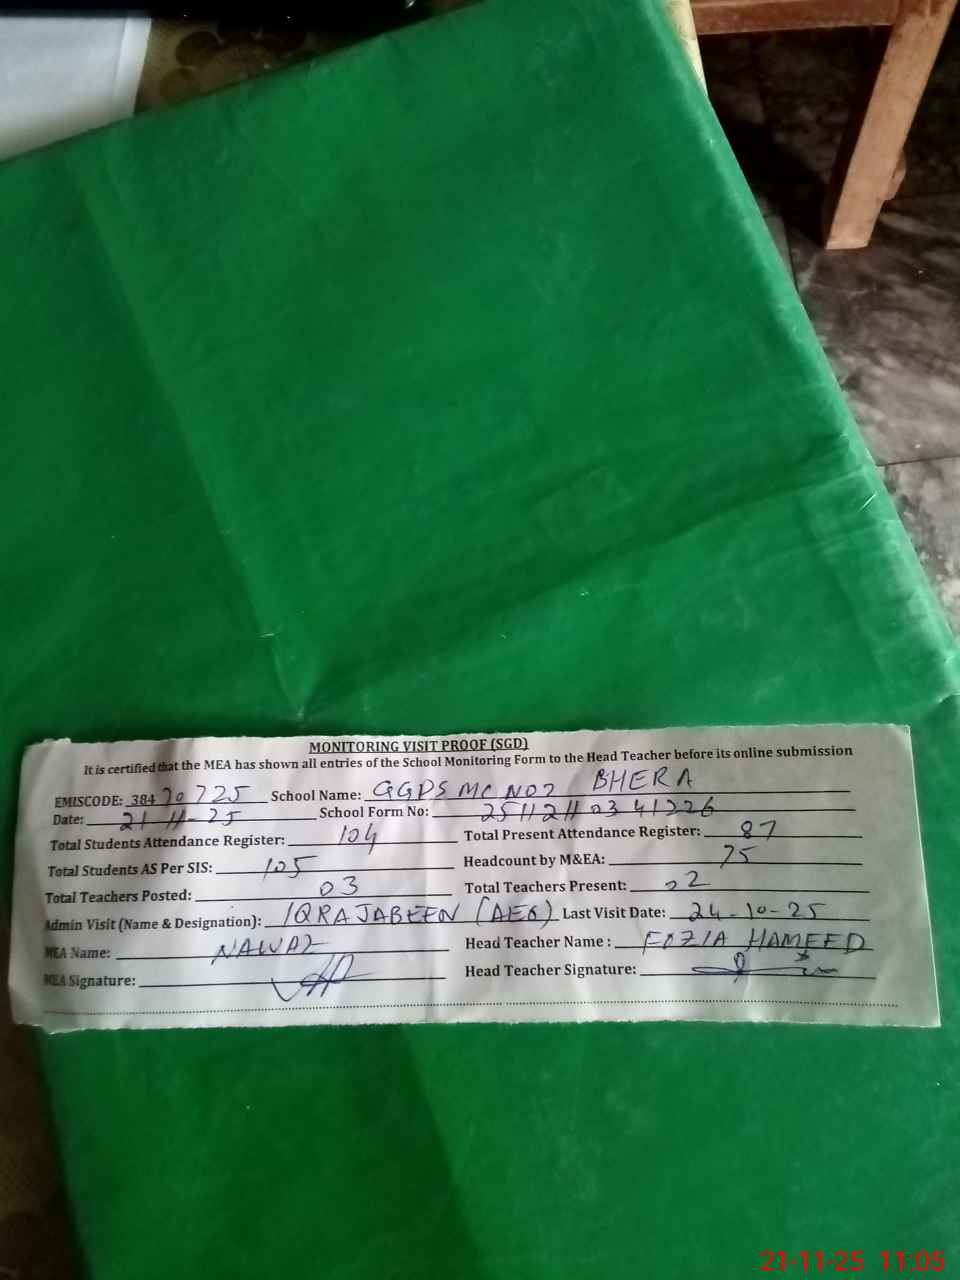 MONITORING VISIT PROOF (SGD)
It is certified that the MEA has shown all entries of the School Monitoring Form to the Head Teacher before its online submission
EMISCODE: 384 20725 School Name: GGPS MC NO2 BHERA
Date: 21-11-25 School Form No: 25112110341226
Total Students Attendance Register: 104 Total Present Attendance Register: 87
Total Students AS Per SIS: 105 Headcount by M&EA: 75
Total Teachers Posted: 03 Total Teachers Present: 02
Admin Visit (Name & Designation): IQRA JABEEN (AEO) Last Visit Date: 24-10-25
MEA Name: NAWAZ Head Teacher Name : FOZIA HAMEED
MEA Signature: Head Teacher Signature:
21-11-25 11:05